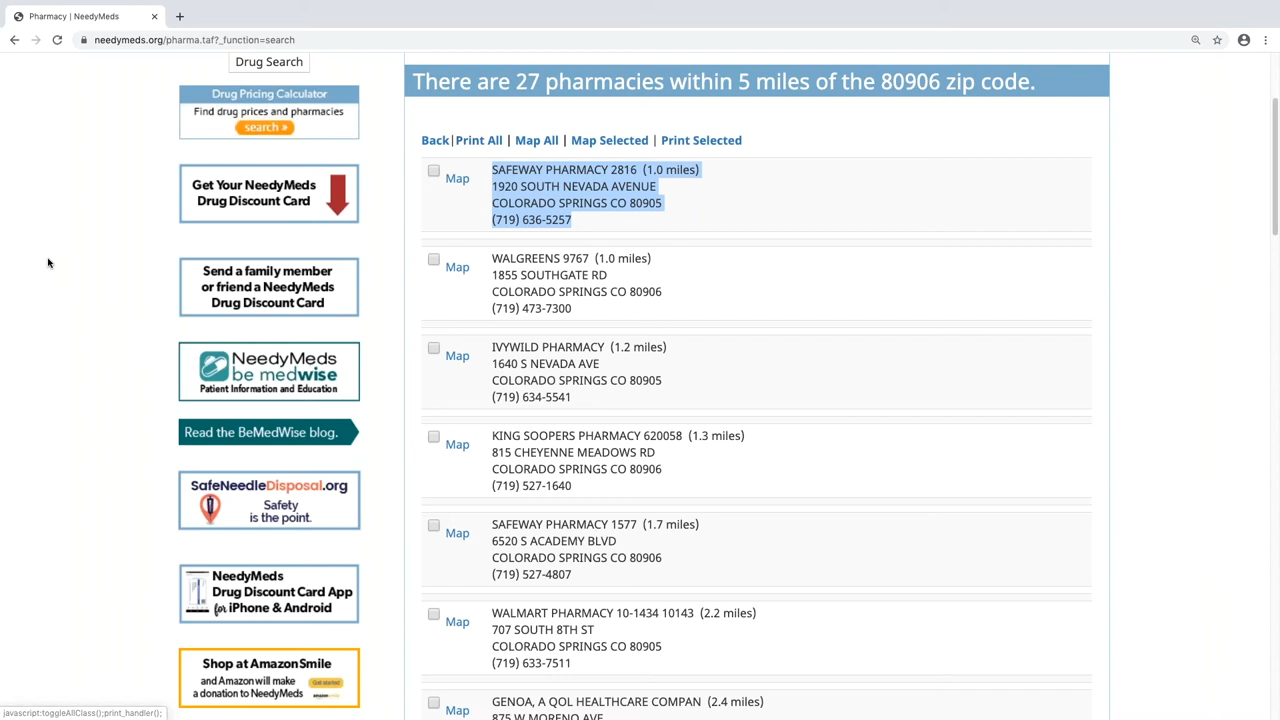 Pharmacy | NeedyMeds
needymeds.org/pharma.taf?_function=search
Drug Search
Drug Pricing Calculator
Find drug prices and pharmacies
search »
Get Your NeedyMeds
Drug Discount Card
Send a family member
or friend a NeedyMeds
Drug Discount Card
NeedyMeds
be medwise
Patient Information and Education
Read the BeMedWise blog.
SafeNeedleDisposal.org
Safety
is the point.
NeedyMeds
Drug Discount Card App
for iPhone & Android
Shop at AmazonSmile
and Amazon will make
a donation to NeedyMeds
Get started
amazon
There are 27 pharmacies within 5 miles of the 80906 zip code.
Back|Print All | Map All | Map Selected | Print Selected
Map
SAFEWAY PHARMACY 2816 (1.0 miles)
1920 SOUTH NEVADA AVENUE
COLORADO SPRINGS CO 80905
(719) 636-5257
Map
WALGREENS 9767 (1.0 miles)
1855 SOUTHGATE RD
COLORADO SPRINGS CO 80906
(719) 473-7300
Map
IVYWILD PHARMACY (1.2 miles)
1640 S NEVADA AVE
COLORADO SPRINGS CO 80905
(719) 634-5541
Map
KING SOOPERS PHARMACY 620058 (1.3 miles)
815 CHEYENNE MEADOWS RD
COLORADO SPRINGS CO 80906
(719) 527-1640
Map
SAFEWAY PHARMACY 1577 (1.7 miles)
6520 S ACADEMY BLVD
COLORADO SPRINGS CO 80906
(719) 527-4807
Map
WALMART PHARMACY 10-1434 10143 (2.2 miles)
707 SOUTH 8TH ST
COLORADO SPRINGS CO 80905
(719) 633-7511
Map
GENOA, A QOL HEALTHCARE COMPAN (2.4 miles)
875 W MORENO AVE
javascript:toggleAllClass();print_handler();